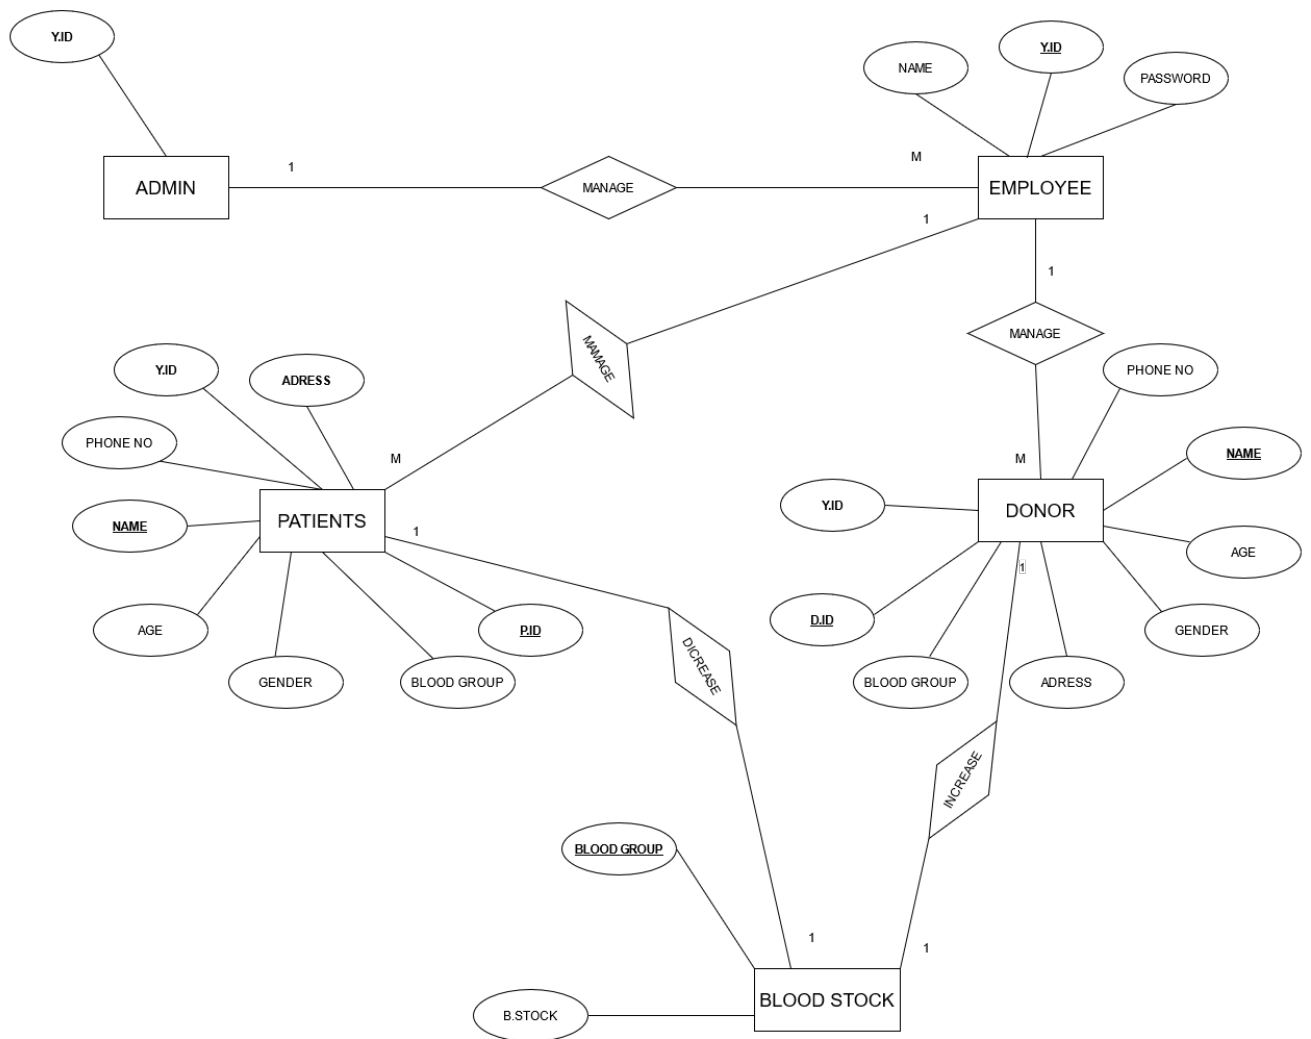 Y.ID
Y.ID
NAME
PASSWORD
ADMIN
1
MANAGE
M
EMPLOYEE
1
1
MANAGE
MAMAGE
Y.ID
ADRESS
PHONE NO
PHONE NO
NAME
M
M
Y.ID
DONOR
NAME
PATIENTS
1
AGE
1
AGE
P.ID
D.ID
GENDER
GENDER
BLOOD GROUP
DICREASE
BLOOD GROUP
ADRESS
INCREASE
BLOOD GROUP
1
1
BLOOD STOCK
B.STOCK